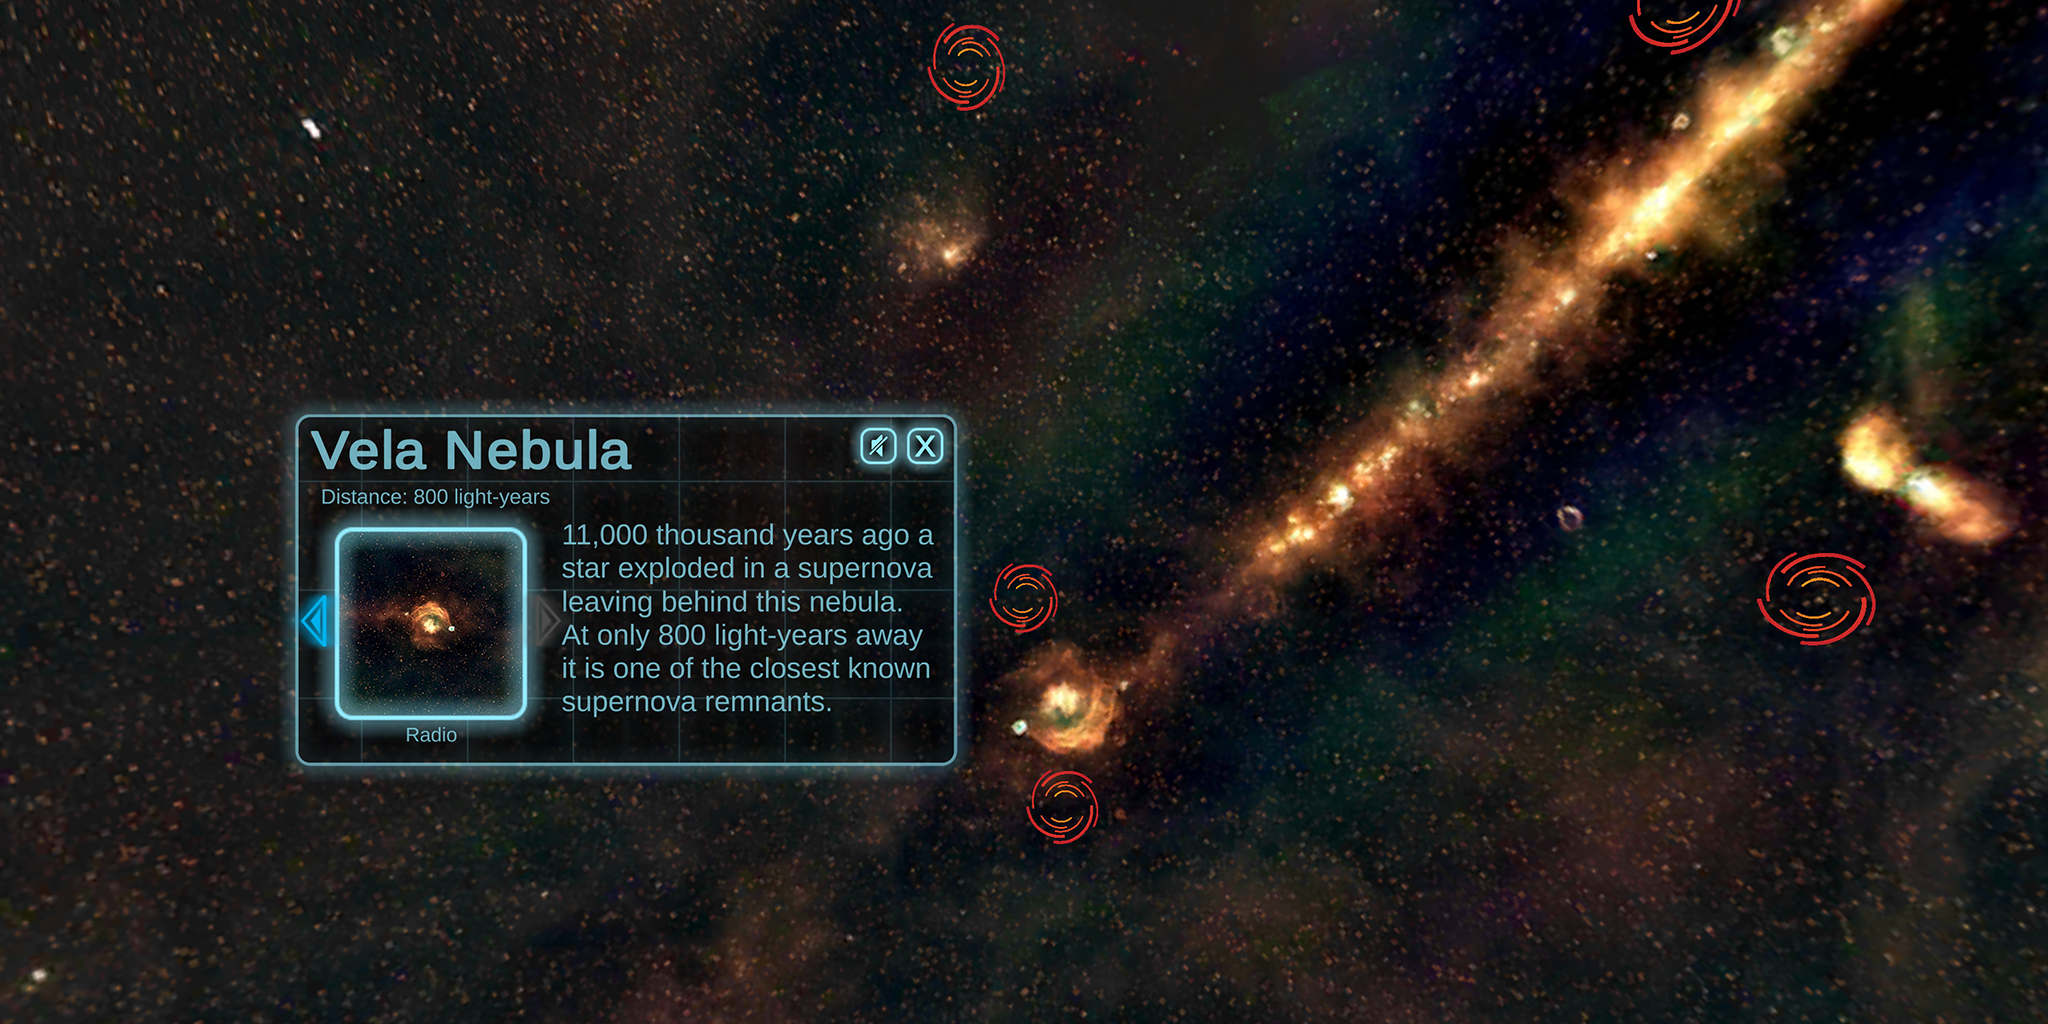 Vela Nebula
X
Distance: 800 light-years
11,000 thousand years ago a
star exploded in a supernova
leaving behind this nebula.
At only 800 light-years away
it is one of the closest known
supernova remnants.
Radio